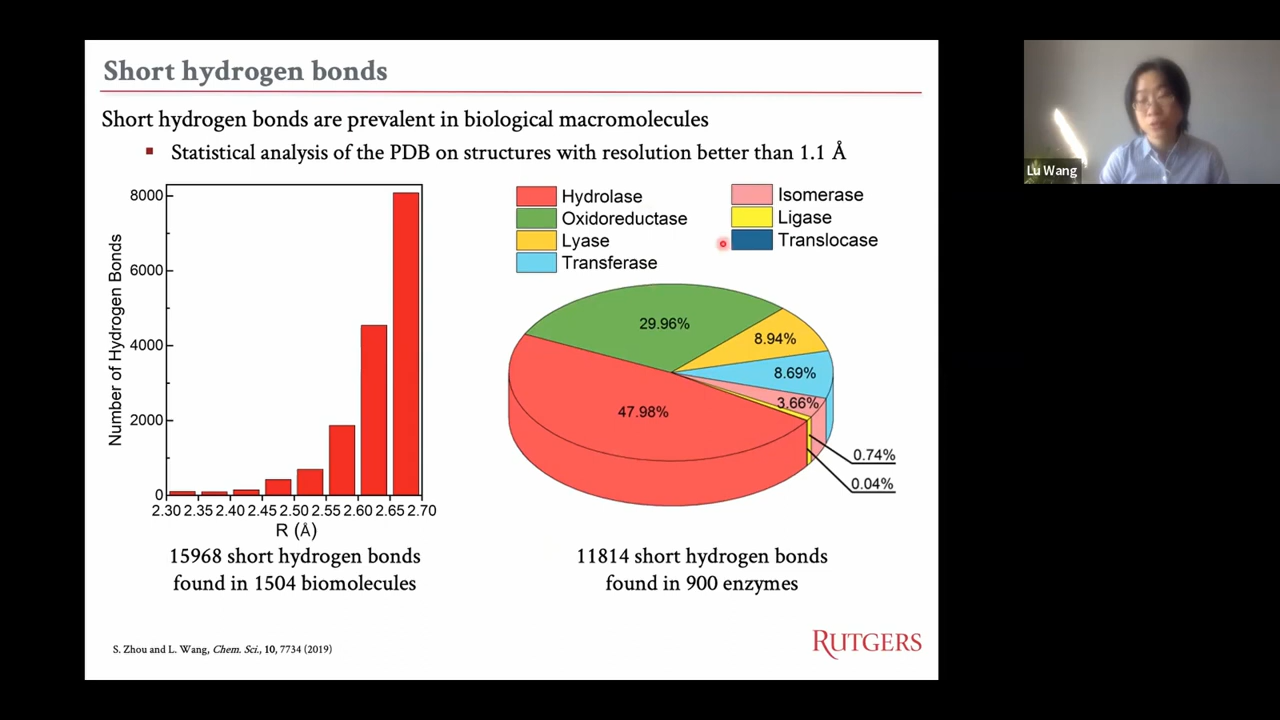 Short hydrogen bonds
Short hydrogen bonds are prevalent in biological macromolecules
Statistical analysis of the PDB on structures with resolution better than 1.1 Å
Number of Hydrogen Bonds
8000
6000
4000
2000
0
2.30 2.35 2.40 2.45 2.50 2.55 2.60 2.65 2.70
R (Å)
15968 short hydrogen bonds
found in 1504 biomolecules
Hydrolase
Oxidoreductase
Lyase
Transferase
Isomerase
Ligase
Translocase
29.96%
8.94%
8.69%
3.66%
47.98%
0.74%
0.04%
11814 short hydrogen bonds
found in 900 enzymes
S. Zhou and L. Wang, Chem. Sci., 10, 7734 (2019)
RUTGERS
Lu Wang